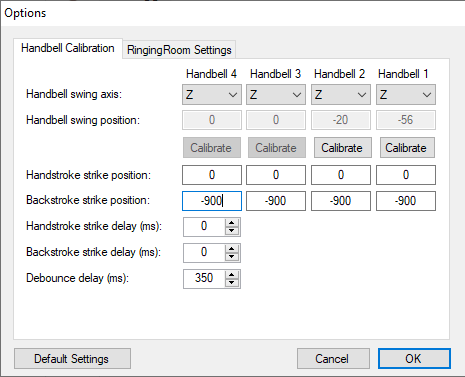 Options
Handbell Calibration RingingRoom Settings
Handbell 4 Handbell 3 Handbell 2 Handbell 1
Handbell swing axis: Z Z Z Z
Handbell swing position: 0 0 -20 -56
Calibrate Calibrate Calibrate Calibrate
Handstroke strike position: 0 0 0 0
Backstroke strike position: -900 -900 -900 -900
Handstroke strike delay (ms): 0
Backstroke strike delay (ms): 0
Debounce delay (ms): 350
Default Settings Cancel OK